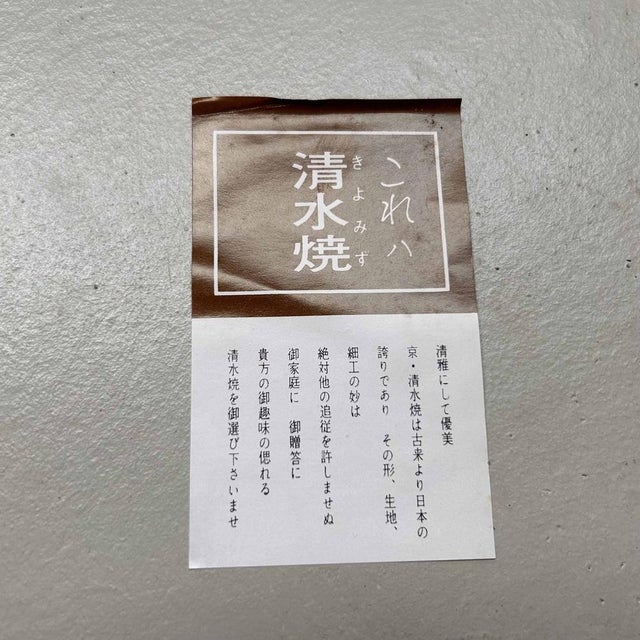 これハ
清水焼
きよみず
清雅にして優美
京・清水焼は古来より日本の
誇りであり　その形、生地、
細工の妙は
絶対他の追従を許しませぬ
御家庭に　御贈答に
貴方の御趣味の偲れる
清水焼を御選び下さいませ